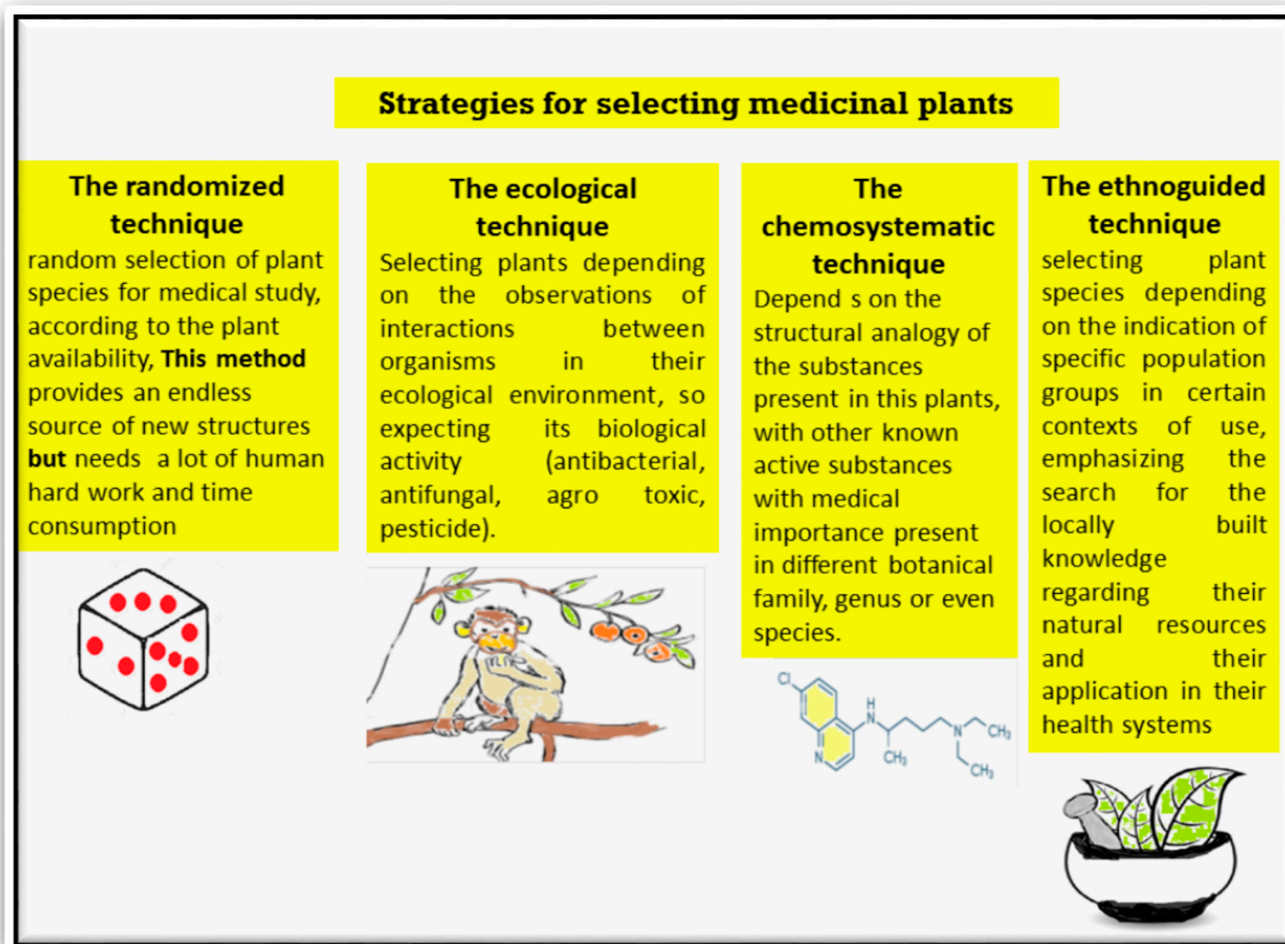 Strategies for selecting medicinal plants
The randomized
technique
random selection of plant
species for medical study,
according to the plant
availability, This method
provides an endless
source of new structures
but needs a lot of human
hard work and time
consumption
The ecological
technique
Selecting plants depending
on the observations of
interactions between
organisms in their
ecological environment, so
expecting its biological
activity (antibacterial,
antifungal, agro toxic,
pesticide).
The
chemosystematic
technique
Depend s on the
structural analogy of
the substances
present in this plants,
with other known
active substances
with medical
importance present
in different botanical
family, genus or even
species.
Cl
H
N
N
CH₃
N
CH₃
CH₃
The ethnoguided
technique
selecting plant
species depending
on the indication of
specific population
groups in certain
contexts of use,
emphasizing the
search for the
locally built
knowledge
regarding their
natural resources
and their
application in their
health systems